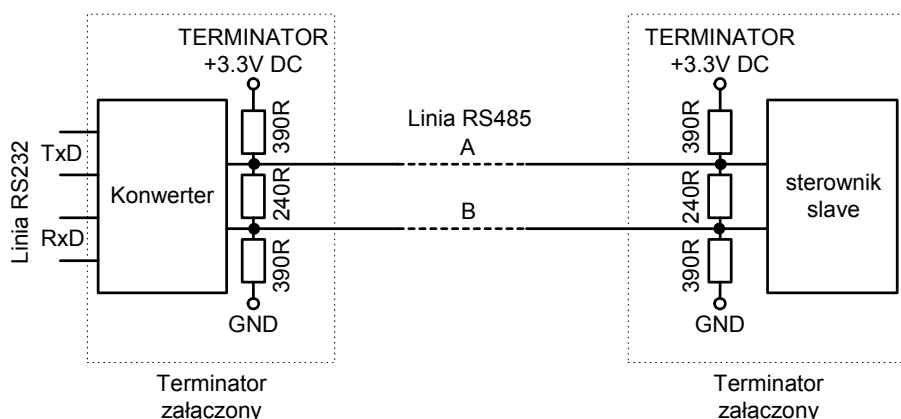 TERMINATOR
+3.3V DC
390R
240R
390R
GND
Linia RS232
TxD
RxD
Konwerter
Linia RS485
A
B
TERMINATOR
+3.3V DC
390R
240R
390R
GND
sterownik
slave
Terminator
załączony
Terminator
załączony